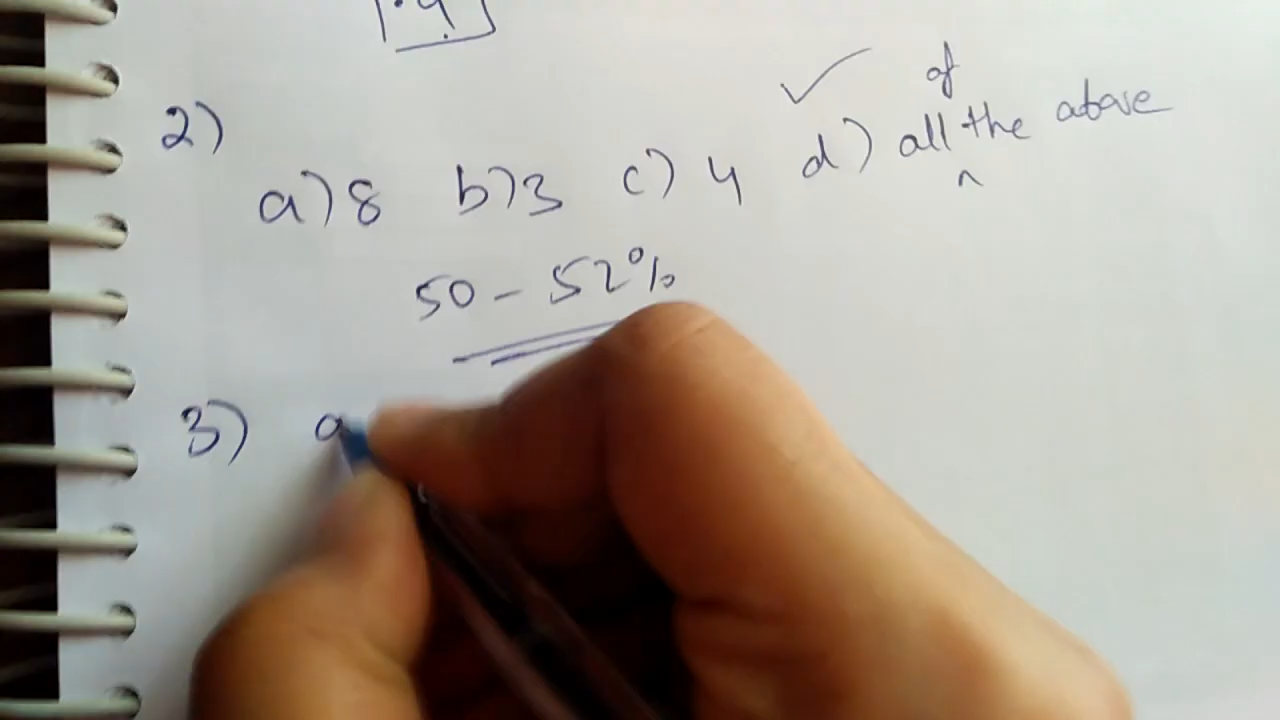 2)
a) 8 b) 3 c) 4 d) all of the above
50 - 52%
3) a